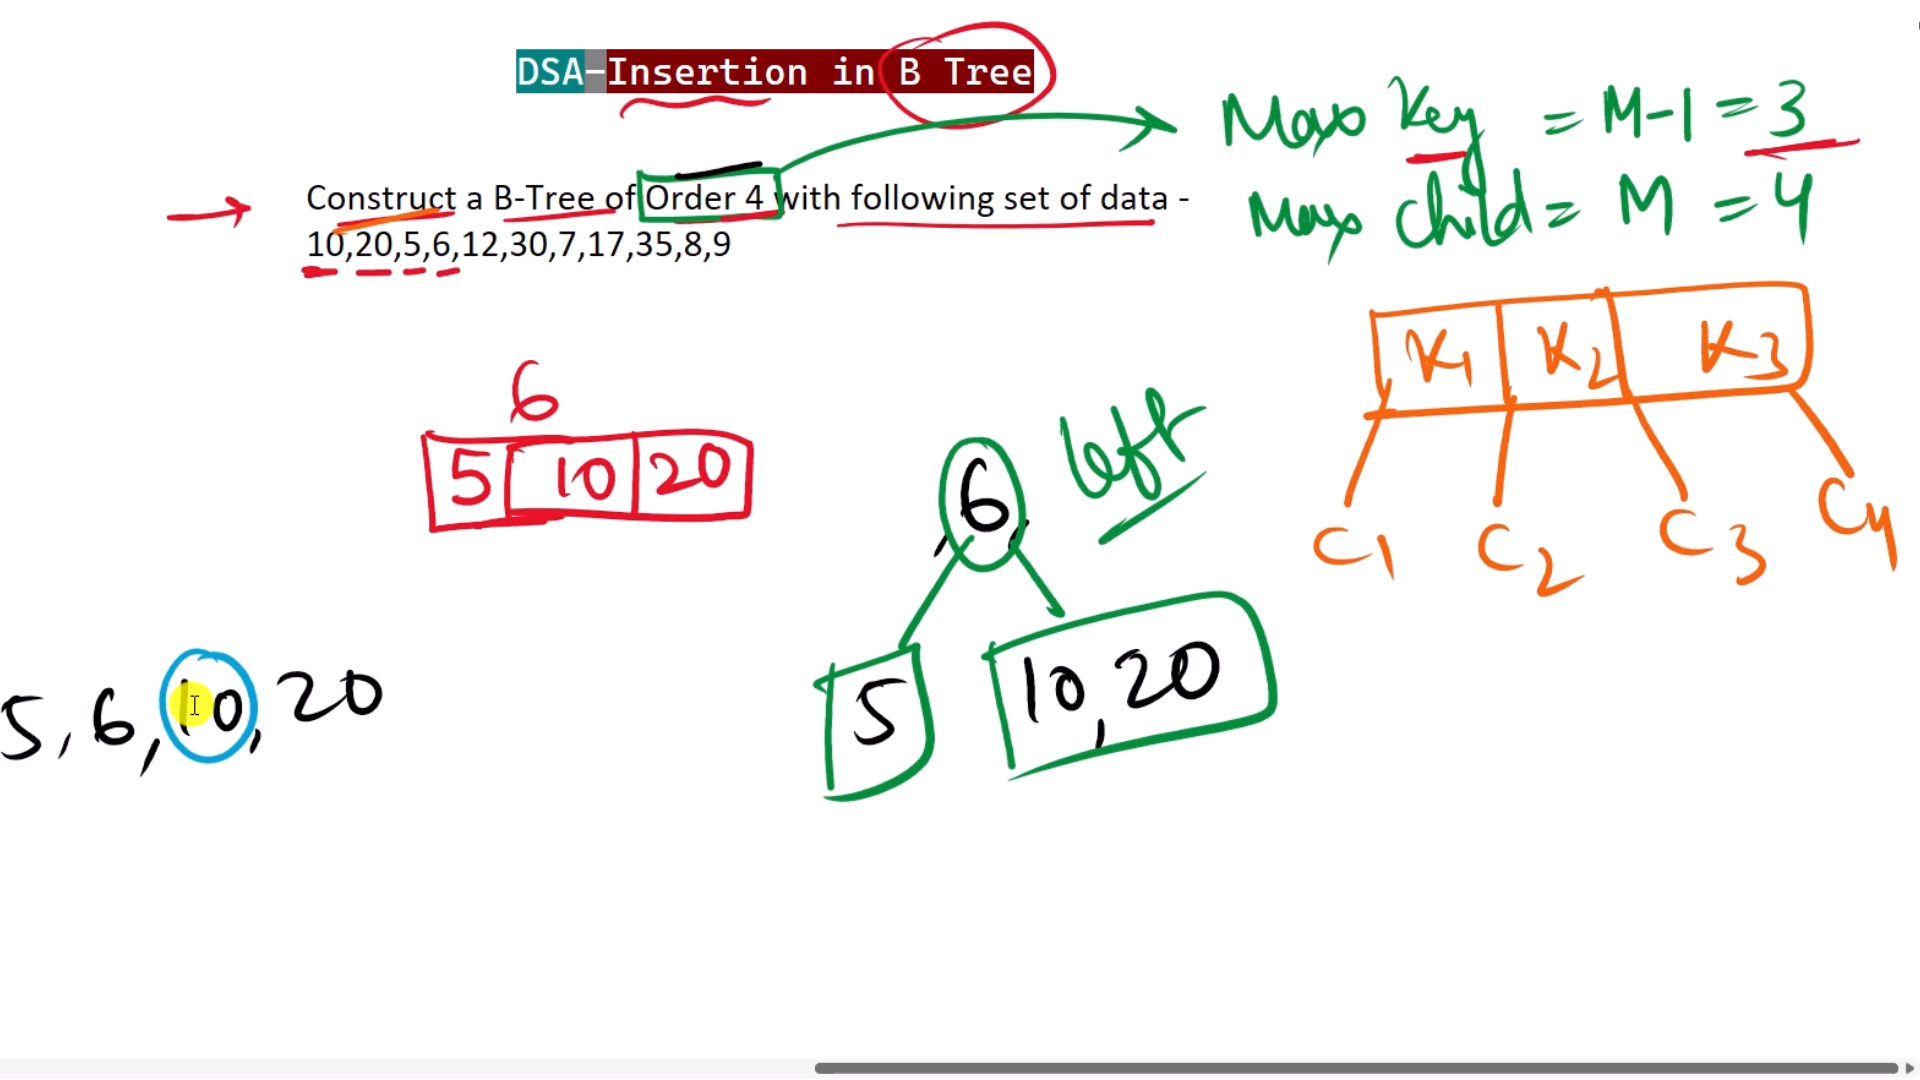 DSA-Insertion in B Tree
Max Key = M-1 = 3
Construct a B-Tree of Order 4 with following set of data -
Max Child = M = 4
10,20,5,6,12,30,7,17,35,8,9
K1 K2 K3
6
5 10 20
,6,
left
C1 C2 C3 C4
5,6,10,20
5
10,20